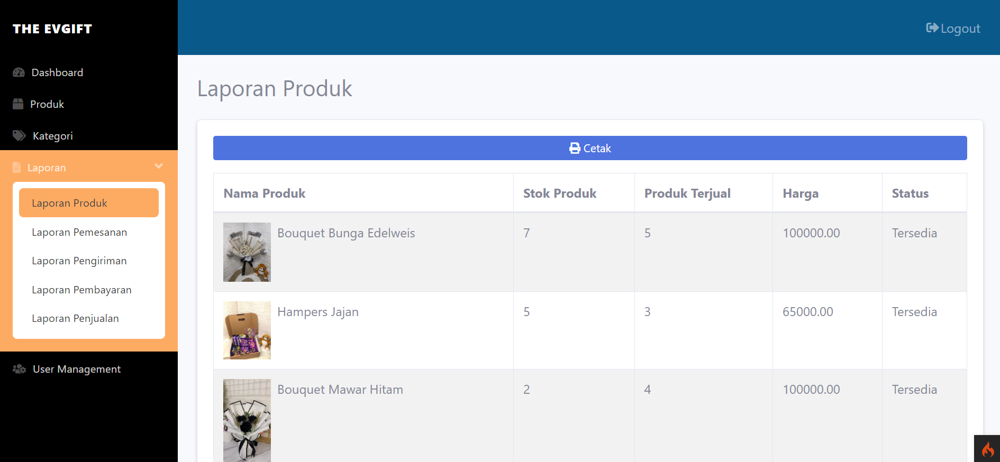 THE EVGIFT
Logout
Dashboard
Produk
Kategori
Laporan
Laporan Produk
Laporan Pemesanan
Laporan Pengiriman
Laporan Pembayaran
Laporan Penjualan
User Management
Laporan Produk
Cetak
Nama Produk Stok Produk Produk Terjual Harga Status
Bouquet Bunga Edelweis 7 5 100000.00 Tersedia
Hampers Jajan 5 3 65000.00 Tersedia
Bouquet Mawar Hitam 2 4 100000.00 Tersedia